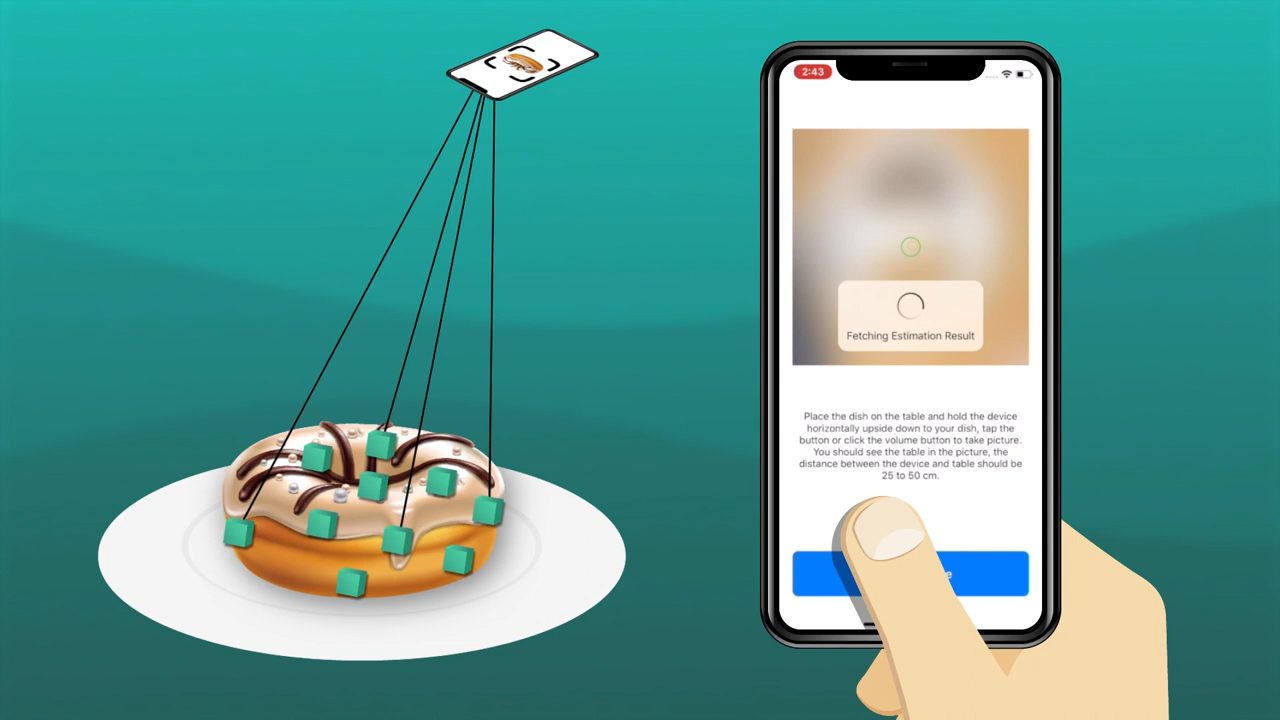 2:43
Fetching Estimation Result
Place the dish on the table and hold the device
horizontally upside down to your dish, tap the
button or click the volume button to take picture.
You should see the table in the picture, the
distance between the device and table should be
25 to 50 cm.